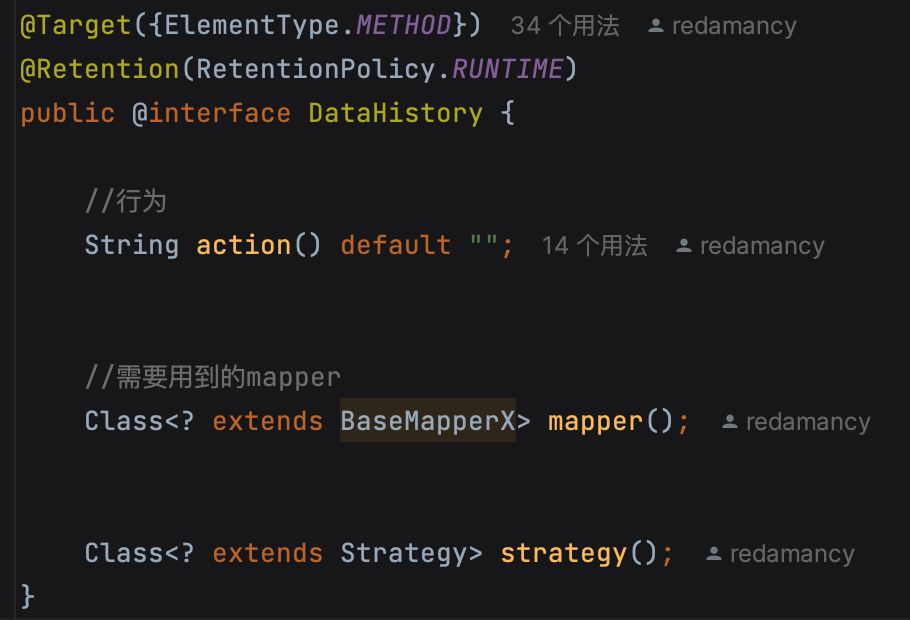 @Target({ElementType.METHOD}) 34 个用法 redamancy
@Retention(RetentionPolicy.RUNTIME)
public @interface DataHistory {
//行为
String action() default ""; 14 个用法 redamancy
//需要用到的mapper
Class<? extends BaseMapperX> mapper(); redamancy
Class<? extends Strategy> strategy(); redamancy
}